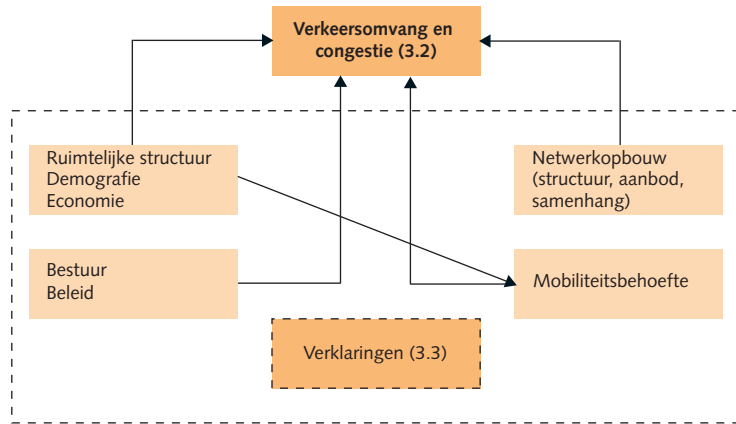 Verkeersomvang en
congestie (3.2)
Ruimtelijke structuur
Demografie
Economie
Netwerkopbouw
(structuur, aanbod,
samenhang)
Bestuur
Beleid
Mobiliteitsbehoefte
Verklaringen (3.3)